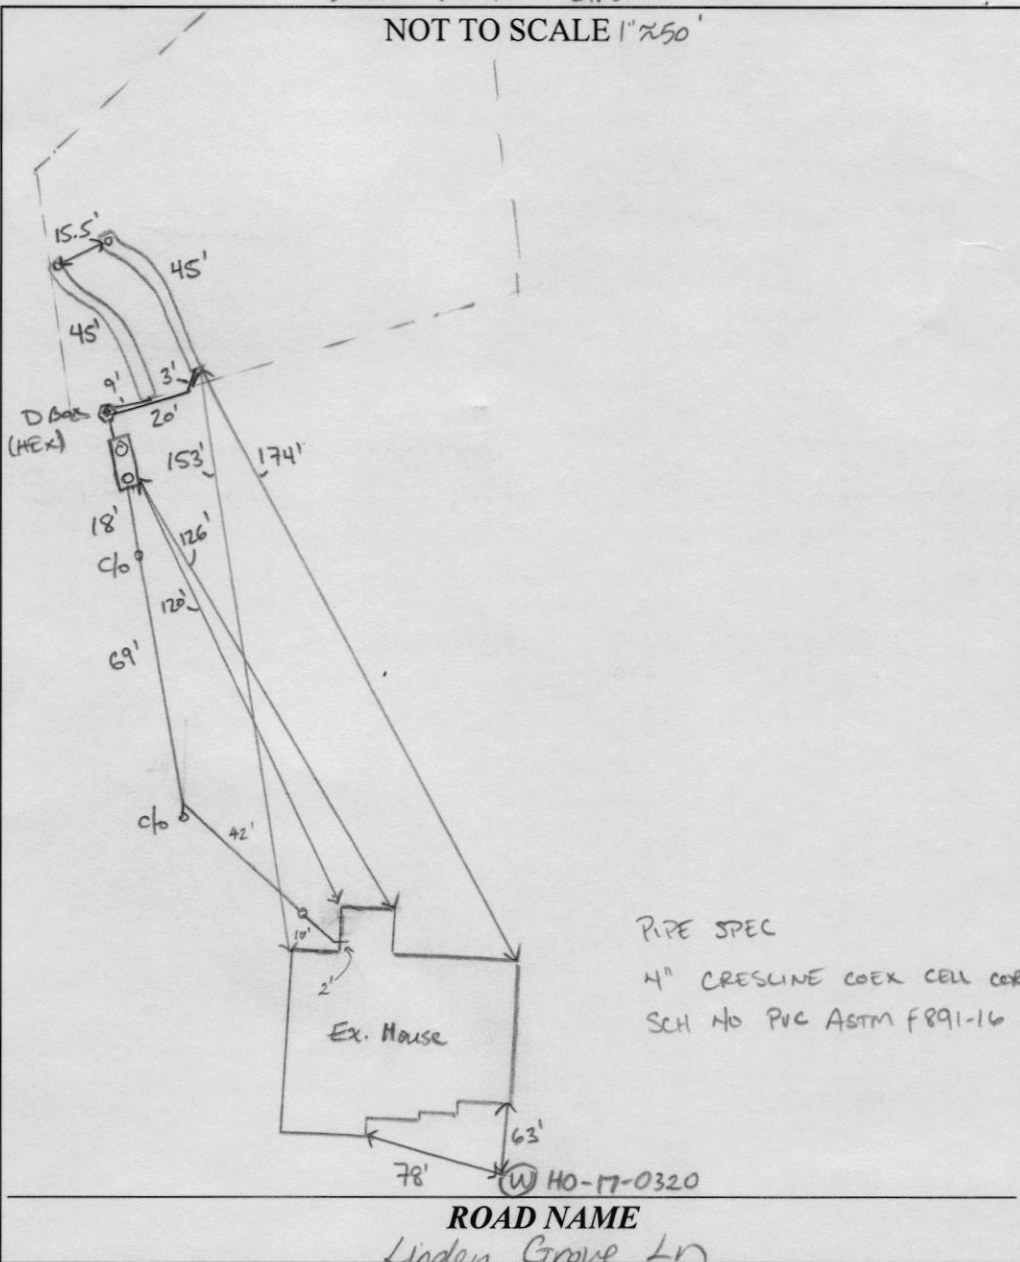 NOT TO SCALE 1"≈50'
15.5'
45'
45'
3'
9'
20'
D Box
(HEX)
153'
174'
18'
126'
C/o
120'
69'
C/o
42'
10'
2'
Ex. House
PIPE SPEC
4" CRESLINE COEX CELL COR
SCH 40 PVC ASTM F891-16
63'
78'
W HO-17-0320
ROAD NAME
Linden Grove Ln